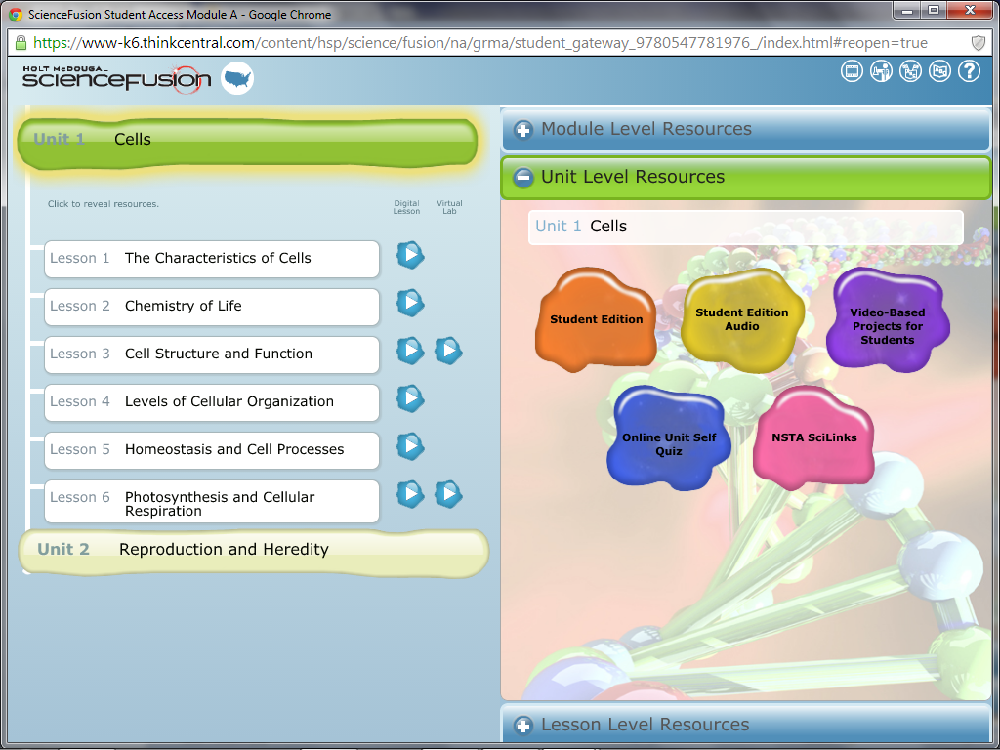 ScienceFusion Student Access Module A - Google Chrome
https://www-k6.thinkcentral.com/content/hsp/science/fusion/na/grma/student_gateway_9780547781976_/index.html#reopen=true
HOLT McDOUGAL
SCIENCEFUSION
Unit 1 Cells
Click to reveal resources.
Digital
Lesson
Virtual
Lab
Lesson 1 The Characteristics of Cells
Lesson 2 Chemistry of Life
Lesson 3 Cell Structure and Function
Lesson 4 Levels of Cellular Organization
Lesson 5 Homeostasis and Cell Processes
Lesson 6 Photosynthesis and Cellular
Respiration
Unit 2 Reproduction and Heredity
Module Level Resources
Unit Level Resources
Unit 1 Cells
Student Edition
Student Edition
Audio
Video-Based
Projects for
Students
Online Unit Self
Quiz
NSTA SciLinks
Lesson Level Resources